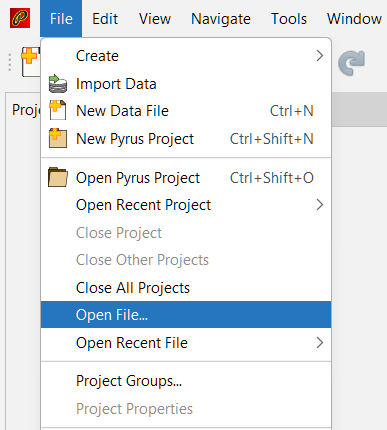 File Edit View Navigate Tools Window
Create
Import Data
New Data File Ctrl+N
New Pyrus Project Ctrl+Shift+N
Open Pyrus Project Ctrl+Shift+O
Open Recent Project
Close Project
Close Other Projects
Close All Projects
Open File...
Open Recent File
Project Groups...
Project Properties